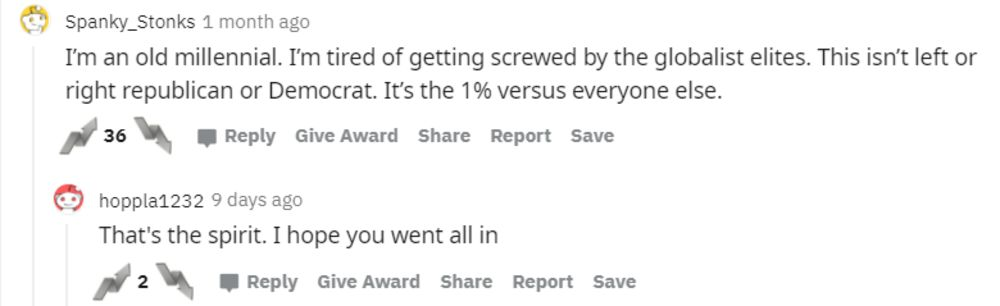 Spanky_Stonks 1 month ago
I’m an old millennial. I’m tired of getting screwed by the globalist elites. This isn’t left or
right republican or Democrat. It’s the 1% versus everyone else.
36 Reply Give Award Share Report Save
hoppla1232 9 days ago
That's the spirit. I hope you went all in
2 Reply Give Award Share Report Save